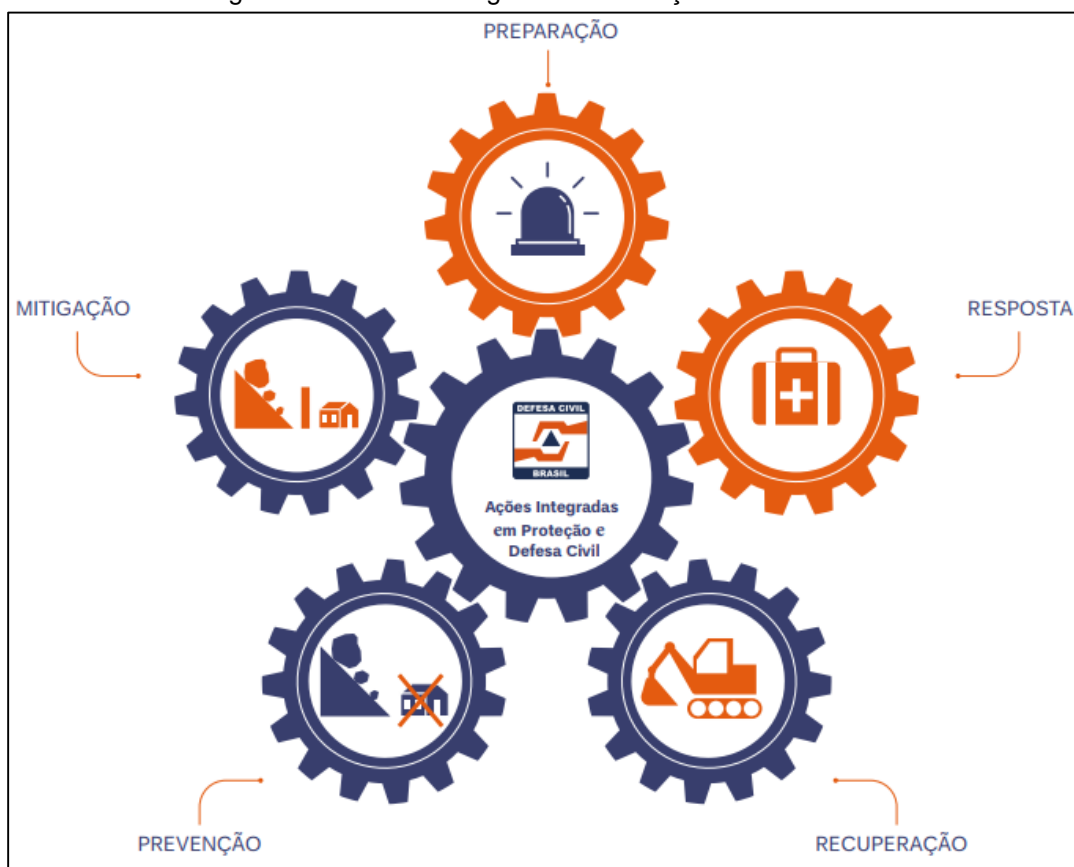 PREPARAÇÃO
MITIGAÇÃO
RESPOSTA
DEFESA CIVIL
BRASIL
Ações Integradas
em Proteção e
Defesa Civil
PREVENÇÃO
RECUPERAÇÃO